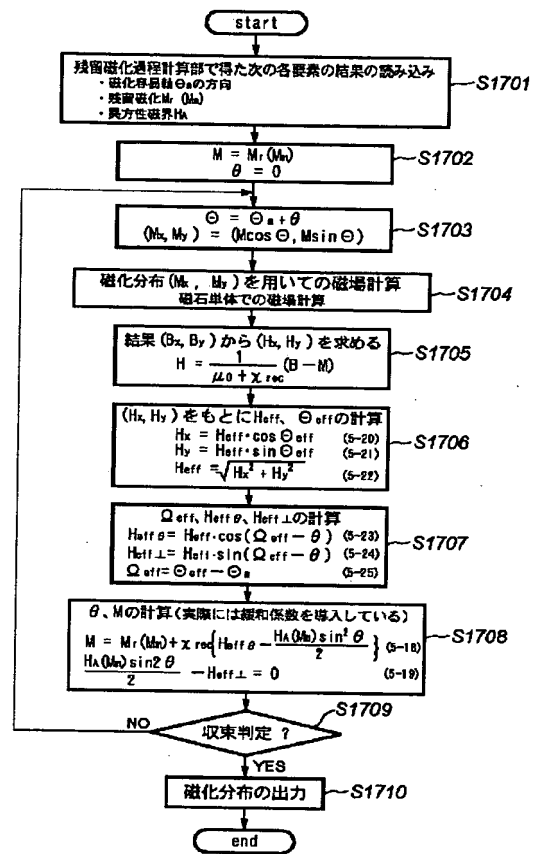 start
残留磁化過程計算部で得た次の各要素の結果の読み込み
・磁化容易軸Θaの方向
・残留磁化Mr(Mm)
・異方性磁界HA
S1701
M = Mr(Mm)
θ = 0
S1702
Θ = Θa + θ
(Mx, My) = (Mcos Θ, Msin Θ)
S1703
磁化分布(Mx, My)を用いての磁場計算
磁石単体での磁場計算
S1704
結果(Bx, By)から(Hx, Hy)を求める
H = 1/(μ0 + χrec) (B − M)
S1705
(Hx, Hy)をもとにHeff、Θeffの計算
Hx = Heff・cos Θeff (5-20)
Hy = Heff・sin Θeff (5-21)
Heff = √(Hx² + Hy²) (5-22)
S1706
Ωeff, Heffθ, Heff⊥の計算
Heffθ = Heff・cos(Ωeff − θ) (5-23)
Heff⊥ = Heff・sin(Ωeff − θ) (5-24)
Ωeff = Θeff − Θa (5-25)
S1707
θ、Mの計算(実際には緩和係数を導入している)
M = Mr(Mm) + χrec{Heffθ − HA(Mm) sin²θ/2} (5-18)
HA(Mm) sin2θ/2 − Heff⊥ = 0 (5-19)
S1708
収束判定 ?
S1709
NO
YES
磁化分布の出力
S1710
end